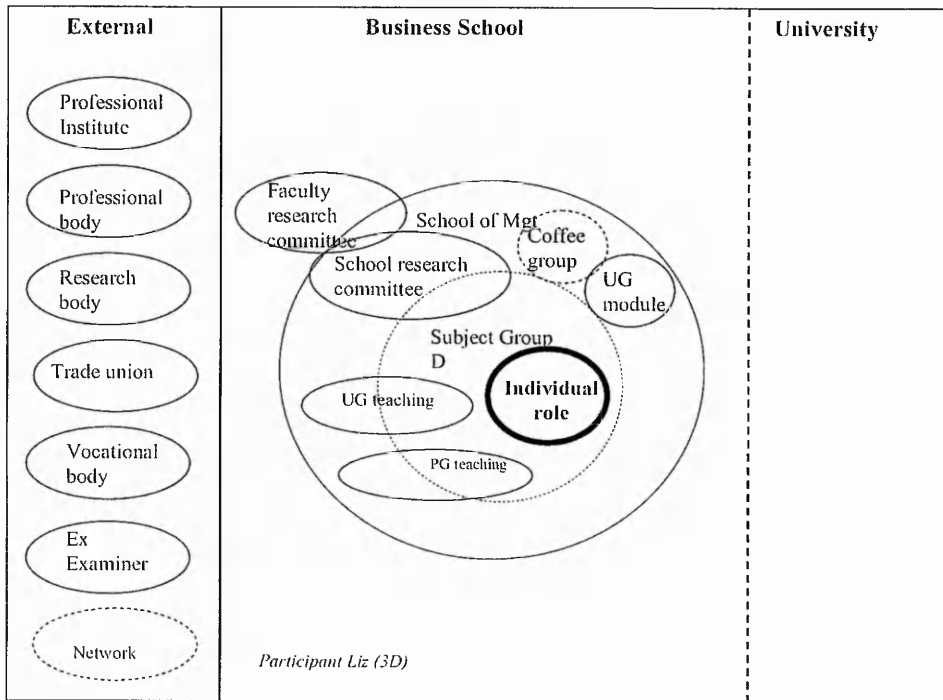 External
Business School
University
Professional
Institute
Professional
body
Research
body
Trade union
Vocational
body
Ex
Examiner
Network
Faculty
research
committee
School of Mgt
School research
committee
Coffee
group
UG
module
Subject Group
D
Individual
role
UG teaching
PG teaching
Participant Liz (3D)